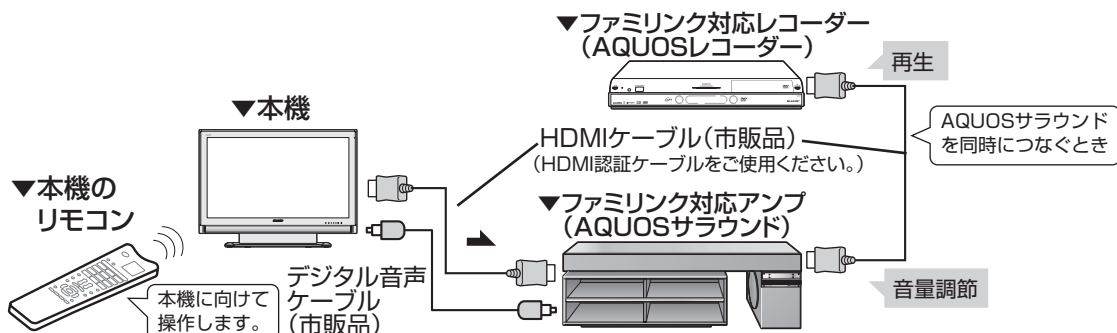 ▼ファミリンク対応レコーダー
(AQUOSレコーダー)
再生
▼本機
AQUOSサラウンド
を同時につなぐとき
HDMIケーブル(市販品)
(HDMI認証ケーブルをご使用ください。)
▼本機の
リモコン
▼ファミリンク対応アンプ
(AQUOSサラウンド)
デジタル音声
ケーブル
(市販品)
本機に向けて
操作します。
音量調節